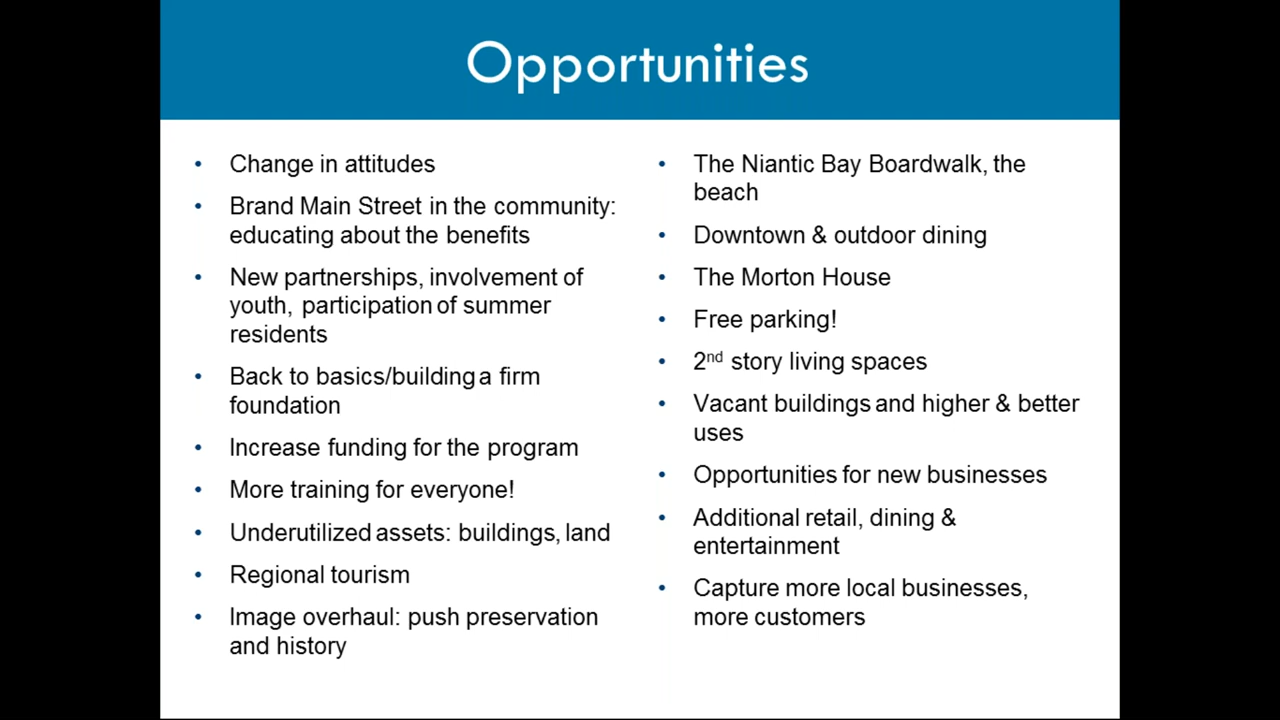 Opportunities
• Change in attitudes
• Brand Main Street in the community:
educating about the benefits
• New partnerships, involvement of
youth, participation of summer
residents
• Back to basics/building a firm
foundation
• Increase funding for the program
• More training for everyone!
• Underutilized assets: buildings, land
• Regional tourism
• Image overhaul: push preservation
and history
• The Niantic Bay Boardwalk, the
beach
• Downtown & outdoor dining
• The Morton House
• Free parking!
• 2nd story living spaces
• Vacant buildings and higher & better
uses
• Opportunities for new businesses
• Additional retail, dining &
entertainment
• Capture more local businesses,
more customers